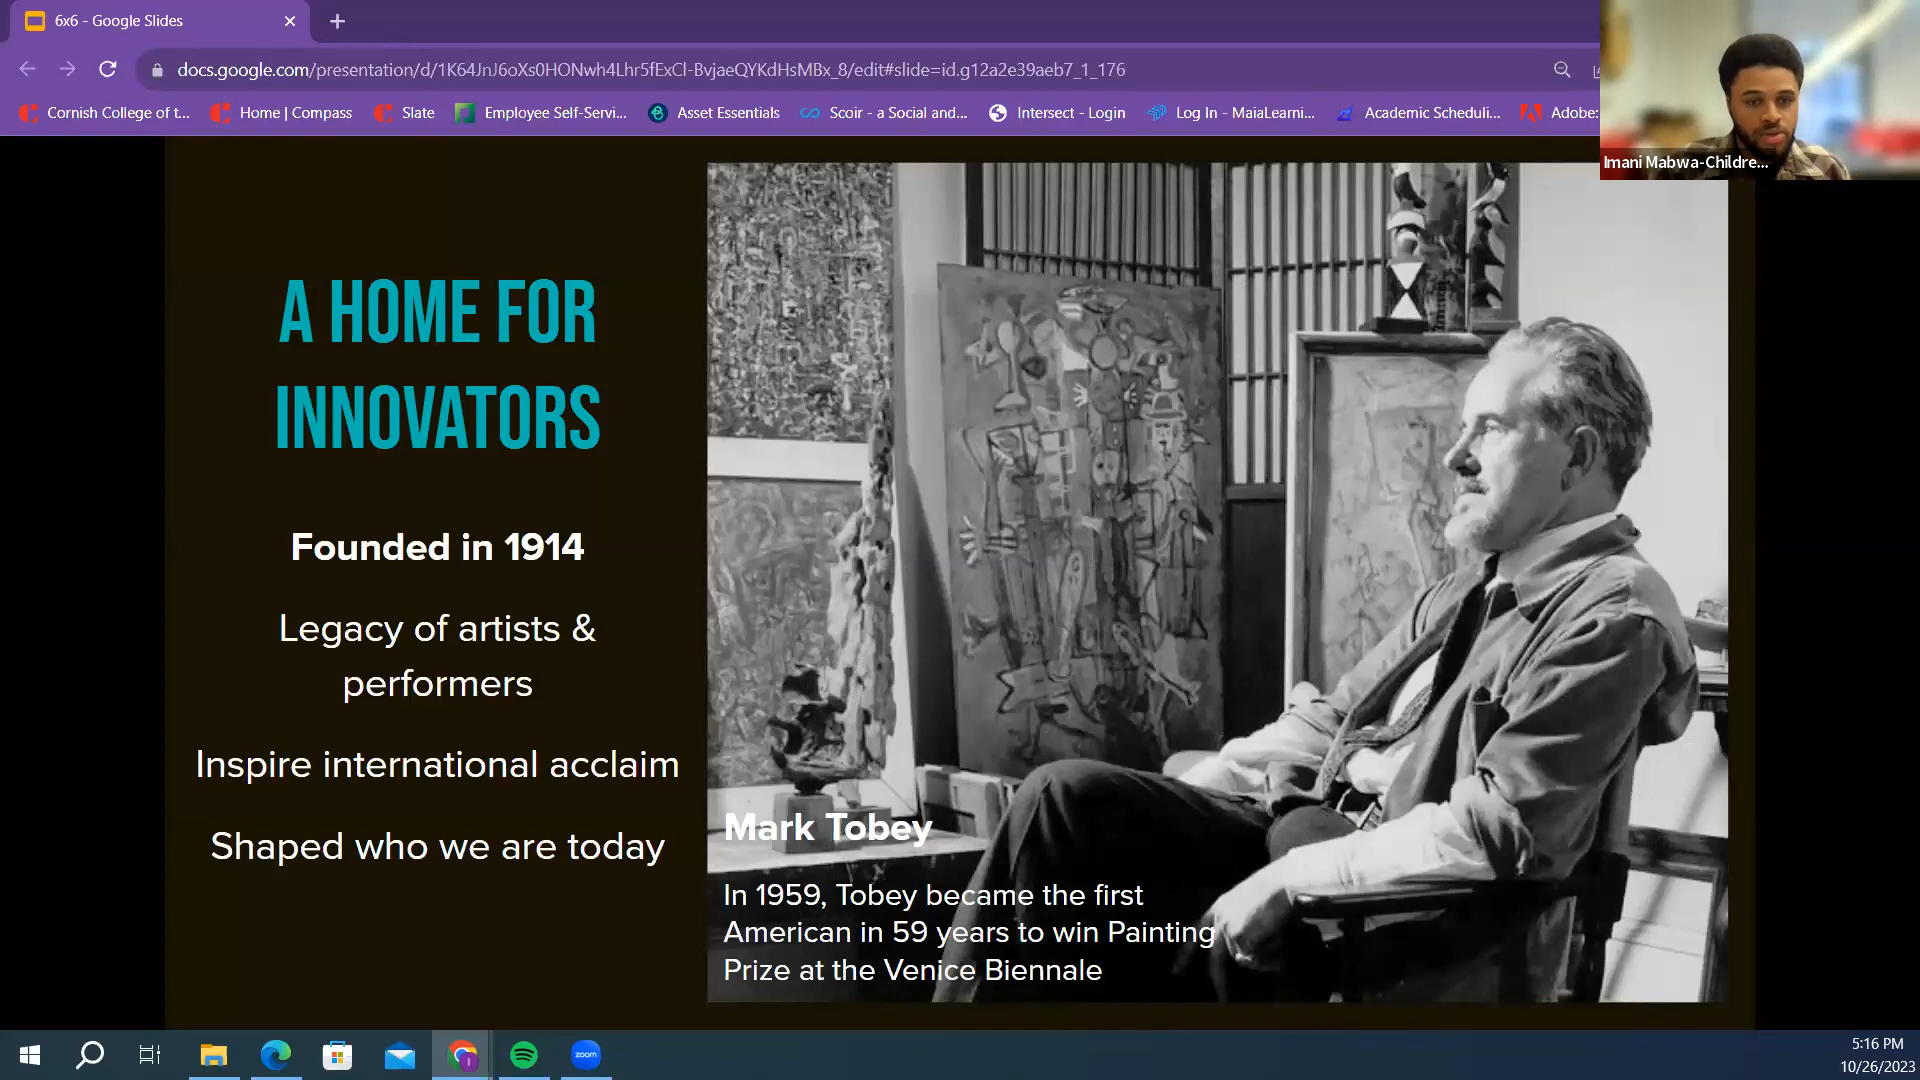 6x6 - Google Slides
docs.google.com/presentation/d/1K64JnJ6oXs0HONwh4Lhr5fExCl-BvjaeQYKdHsMBx_8/edit#slide=id.g12a2e39aeb7_1_176
Cornish College of t... Home | Compass Slate Employee Self-Servi... Asset Essentials Scoir - a Social and... Intersect - Login Log In - MaiaLearni... Academic Scheduli... Adobe:
Imani Mabwa-Childre...
A HOME FOR
INNOVATORS
Founded in 1914
Legacy of artists &
performers
Inspire international acclaim
Shaped who we are today
Mark Tobey
In 1959, Tobey became the first
American in 59 years to win Painting
Prize at the Venice Biennale
zoom
5:16 PM
10/26/2023